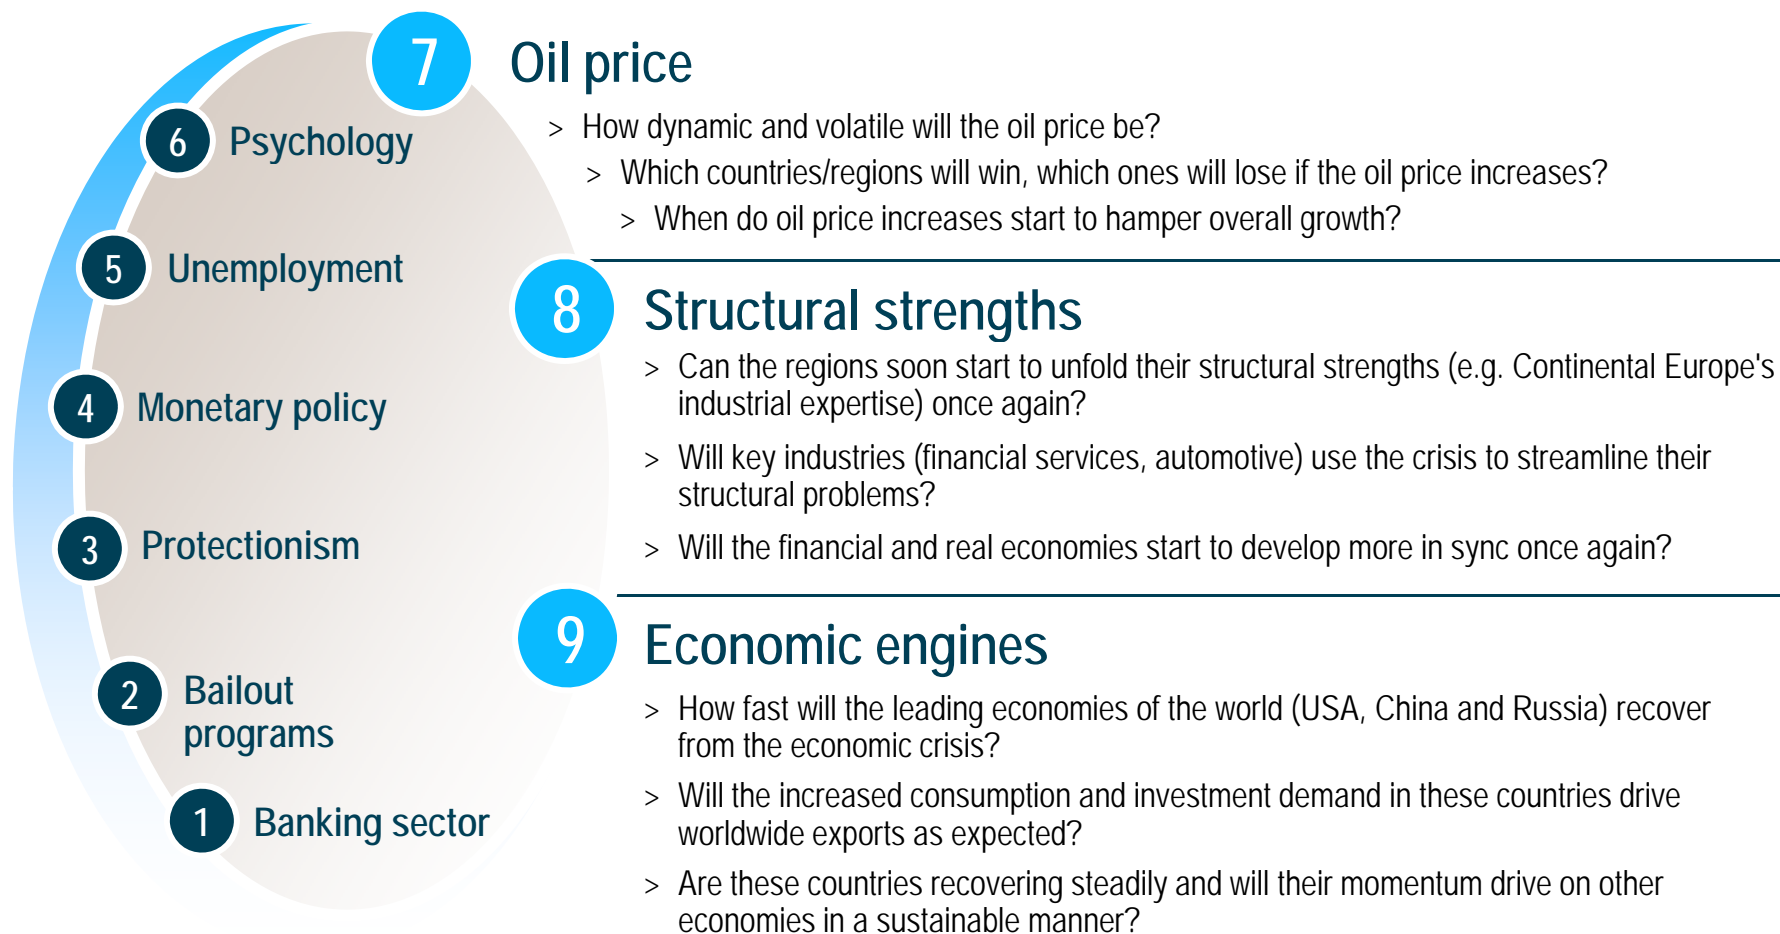 7 Oil price
> How dynamic and volatile will the oil price be?
> Which countries/regions will win, which ones will lose if the oil price increases?
> When do oil price increases start to hamper overall growth?
6 Psychology
5 Unemployment
4 Monetary policy
3 Protectionism
2 Bailout
programs
1 Banking sector
8 Structural strengths
> Can the regions soon start to unfold their structural strengths (e.g. Continental Europe's
industrial expertise) once again?
> Will key industries (financial services, automotive) use the crisis to streamline their
structural problems?
> Will the financial and real economies start to develop more in sync once again?
9 Economic engines
> How fast will the leading economies of the world (USA, China and Russia) recover
from the economic crisis?
> Will the increased consumption and investment demand in these countries drive
worldwide exports as expected?
> Are these countries recovering steadily and will their momentum drive on other
economies in a sustainable manner?